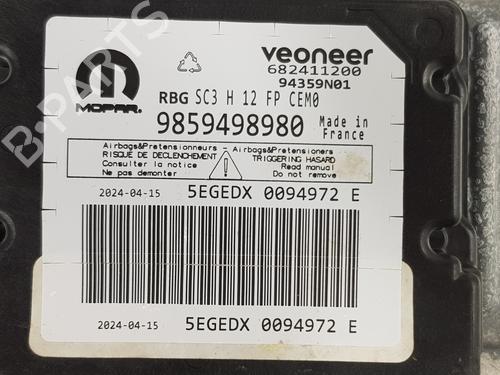 veoneer
682411200
94359N01
MOPAR.
RBG SC3 H 12 FP CEM0
9859498980
Made in
France
Airbags&Pretensionneurs - Airbags & Pretensioners
RISQUE DE DECLENCHEMENT
Consulter la notice
Ne pas demonter
TRIGGERING HASARD
Read manual
Do not remove
2024-04-15 5EGEDX 0094972 E
2024-04-15 5EGEDX 0094972 E
B-PARTS